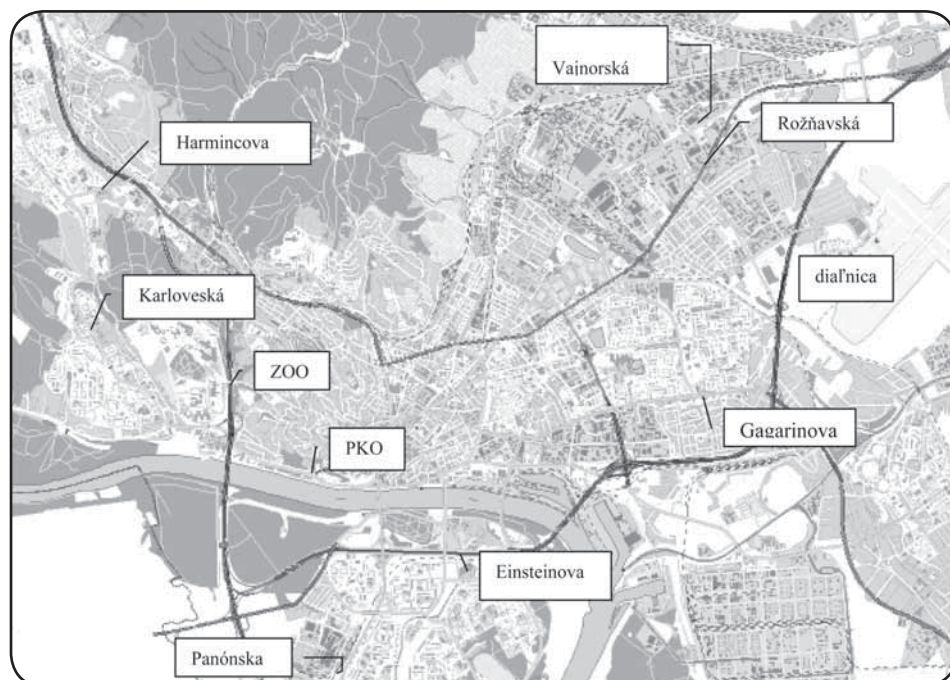 Vajnorská
Harmincova
Rožňavská
diaľnica
Karloveská
ZOO
PKO
Gagarinova
Einsteinova
Panónska